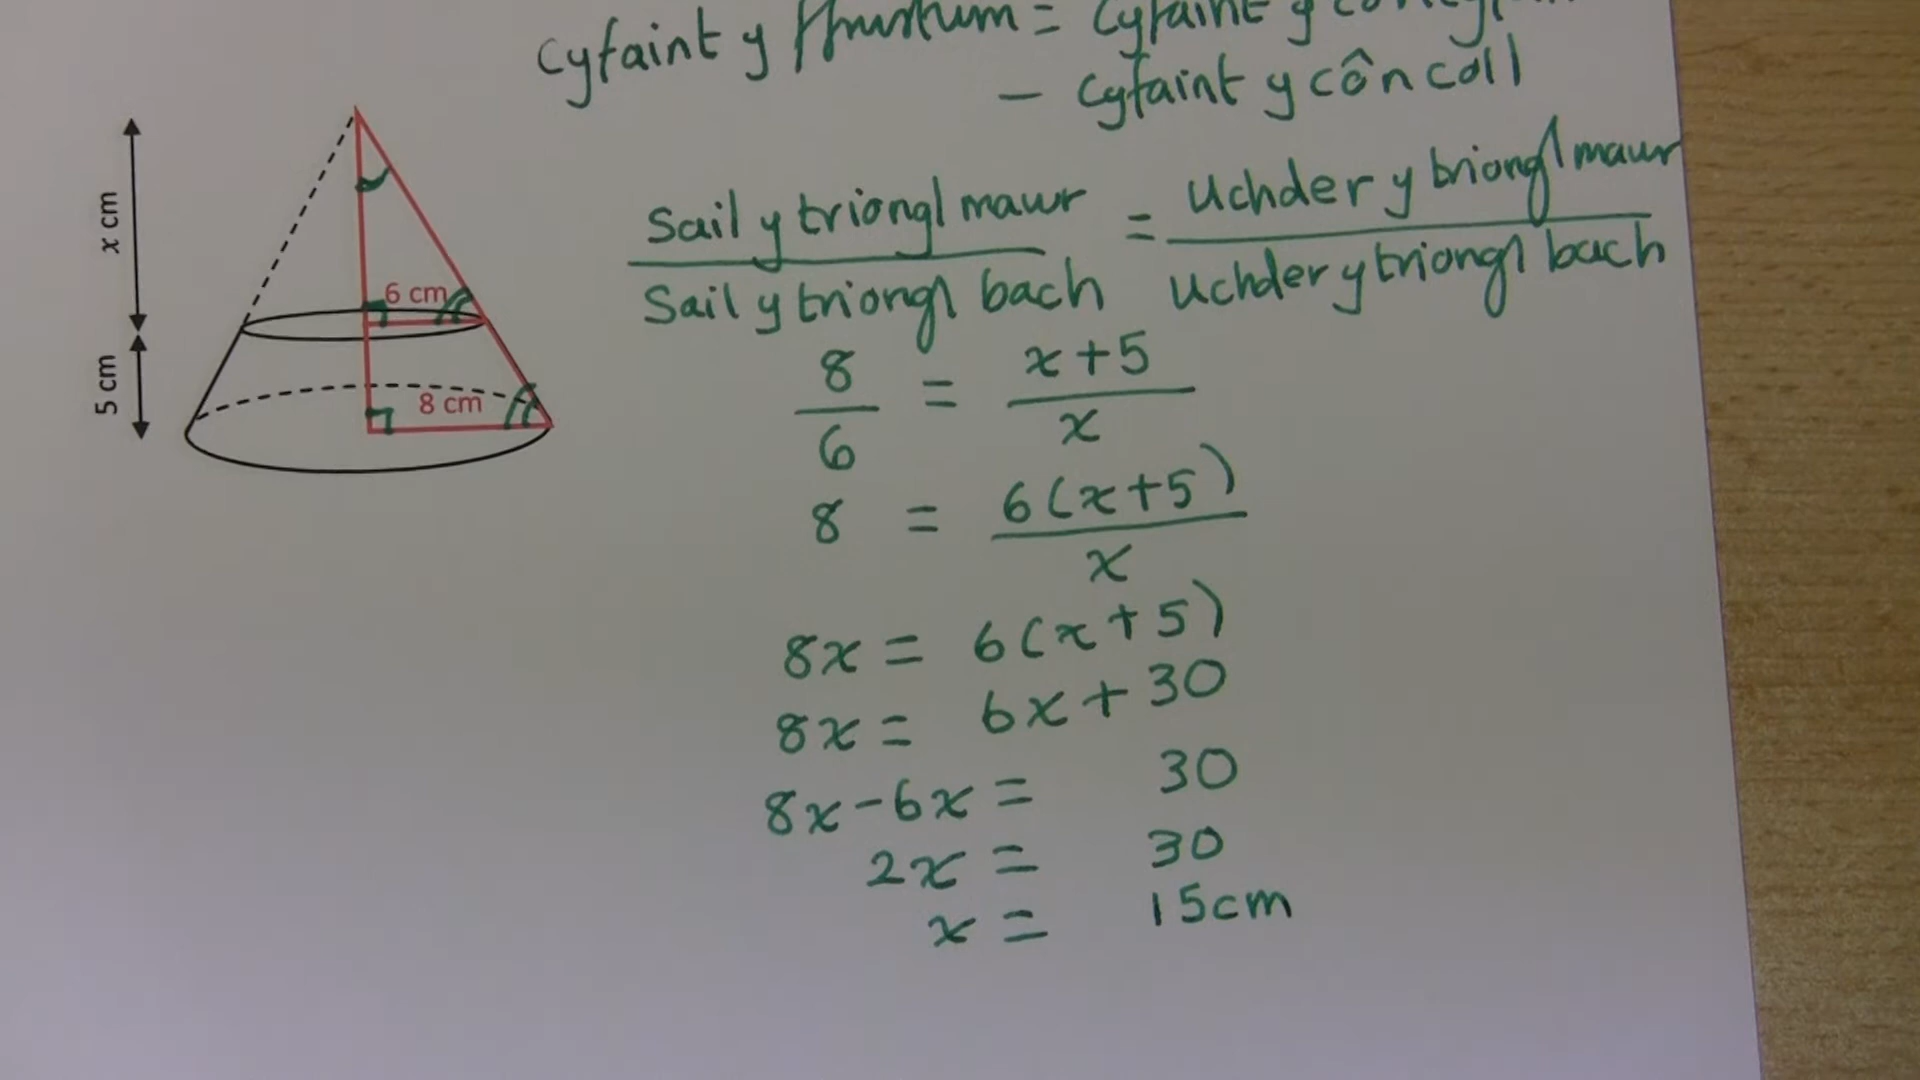 Cyfaint y ffrwstwm = Cyfaint y
− Cyfaint y côn coll
x cm
5 cm
6 cm
8 cm
Sail y triongl mawr = Uchder y triongl mawr
Sail y triongl bach Uchder y triongl bach
8 = x+5
6 x
8 = 6(x+5)
x
8x = 6(x+5)
8x = 6x+30
8x−6x = 30
2x = 30
x = 15cm